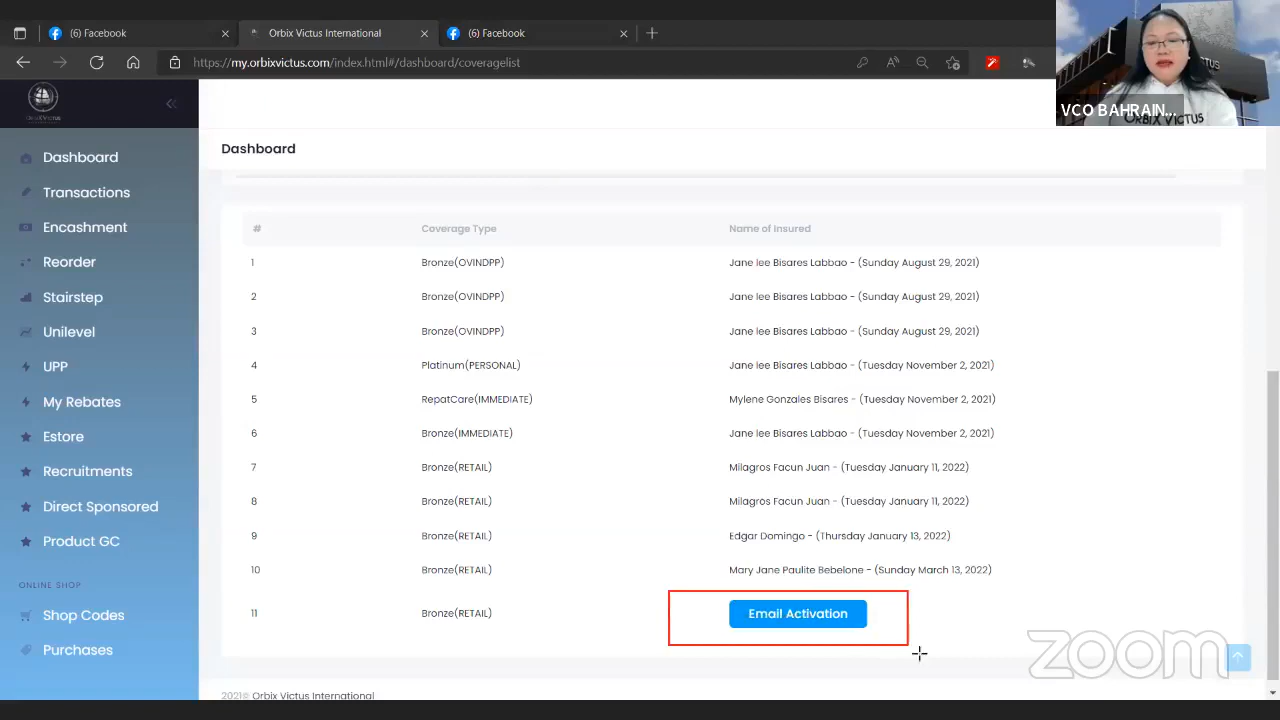 (6) Facebook
Orbix Victus International
(6) Facebook
https://my.orbixvictus.com/index.html#/dashboard/coveragelist
VCO BAHRAIN...
ORBIX VICTUS
ORBIXVICTUS
Dashboard
Transactions
Encashment
Reorder
Stairstep
Unilevel
UPP
My Rebates
Estore
Recruitments
Direct Sponsored
Product GC
ONLINE SHOP
Shop Codes
Purchases
Dashboard
# Coverage Type Name of Insured
1 Bronze(OVINDPP) Jane lee Bisares Labbao - (Sunday August 29, 2021)
2 Bronze(OVINDPP) Jane lee Bisares Labbao - (Sunday August 29, 2021)
3 Bronze(OVINDPP) Jane lee Bisares Labbao - (Sunday August 29, 2021)
4 Platinum(PERSONAL) Jane lee Bisares Labbao - (Tuesday November 2, 2021)
5 RepatCare(IMMEDIATE) Mylene Gonzales Bisares - (Tuesday November 2, 2021)
6 Bronze(IMMEDIATE) Jane lee Bisares Labbao - (Tuesday November 2, 2021)
7 Bronze(RETAIL) Milagros Facun Juan - (Tuesday January 11, 2022)
8 Bronze(RETAIL) Milagros Facun Juan - (Tuesday January 11, 2022)
9 Bronze(RETAIL) Edgar Domingo - (Thursday January 13, 2022)
10 Bronze(RETAIL) Mary Jane Paulite Bebelone - (Sunday March 13, 2022)
11 Bronze(RETAIL) Email Activation
zoom
2021© Orbix Victus International